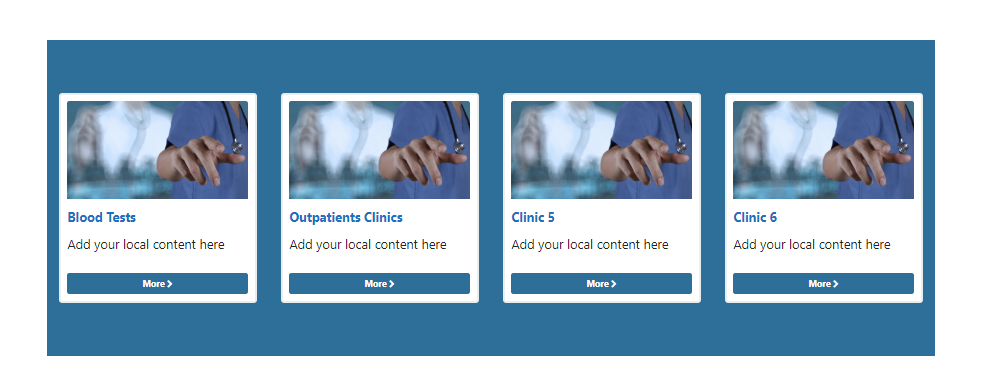 Blood Tests
Add your local content here
More
Outpatients Clinics
Add your local content here
More
Clinic 5
Add your local content here
More
Clinic 6
Add your local content here
More